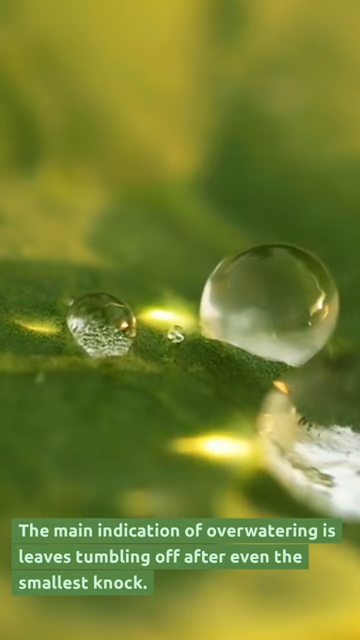 The main indication of overwatering is
leaves tumbling off after even the
smallest knock.